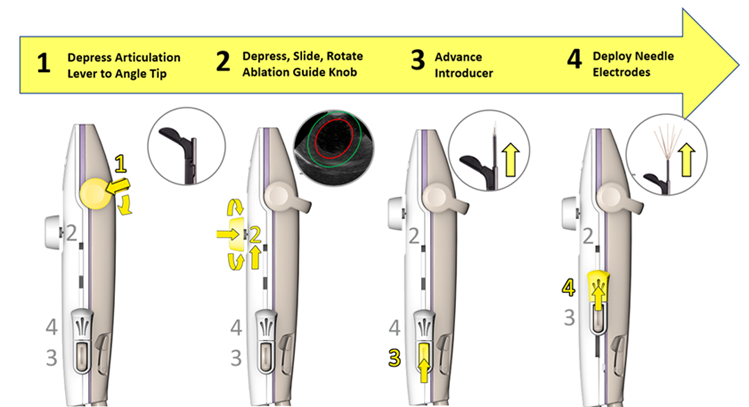 1 Depress Articulation
Lever to Angle Tip
2 Depress, Slide, Rotate
Ablation Guide Knob
3 Advance
Introducer
4 Deploy Needle
Electrodes
1
2
4
3
2
4
3
2
4
3
2
4
3